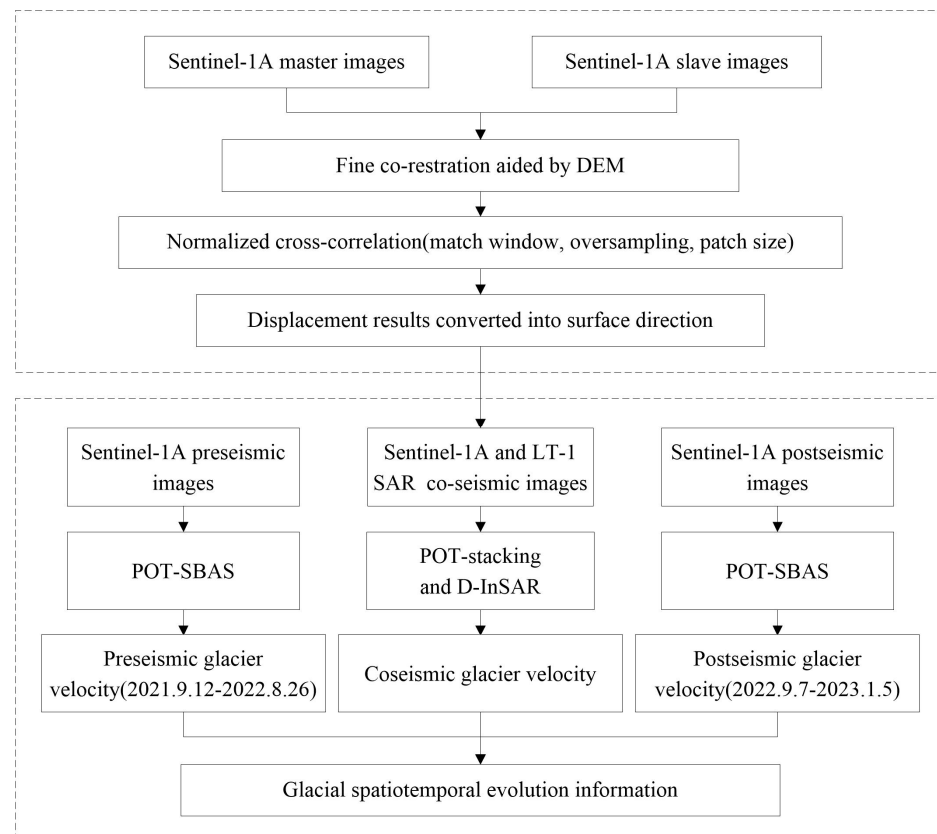 Sentinel-1A master images
Sentinel-1A slave images
Fine co-restration aided by DEM
Normalized cross-correlation(match window, oversampling, patch size)
Displacement results converted into surface direction
Sentinel-1A preseismic
images
Sentinel-1A and LT-1
SAR co-seismic images
Sentinel-1A postseismic
images
POT-SBAS
POT-stacking
and D-InSAR
POT-SBAS
Preseismic glacier
velocity(2021.9.12-2022.8.26)
Coseismic glacier velocity
Postseismic glacier
velocity(2022.9.7-2023.1.5)
Glacial spatiotemporal evolution information